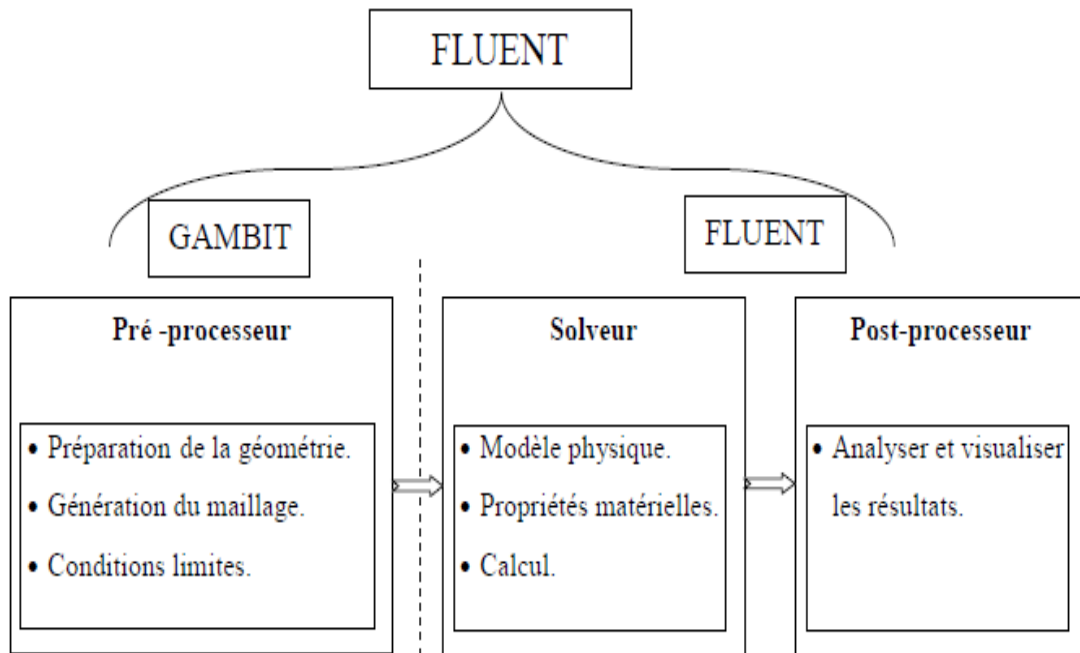 FLUENT
GAMBIT
FLUENT
Pré -processeur
• Préparation de la géométrie.
• Génération du maillage.
• Conditions limites.
Solveur
• Modèle physique.
• Propriétés matérielles.
• Calcul.
Post-processeur
• Analyser et visualiser
les résultats.